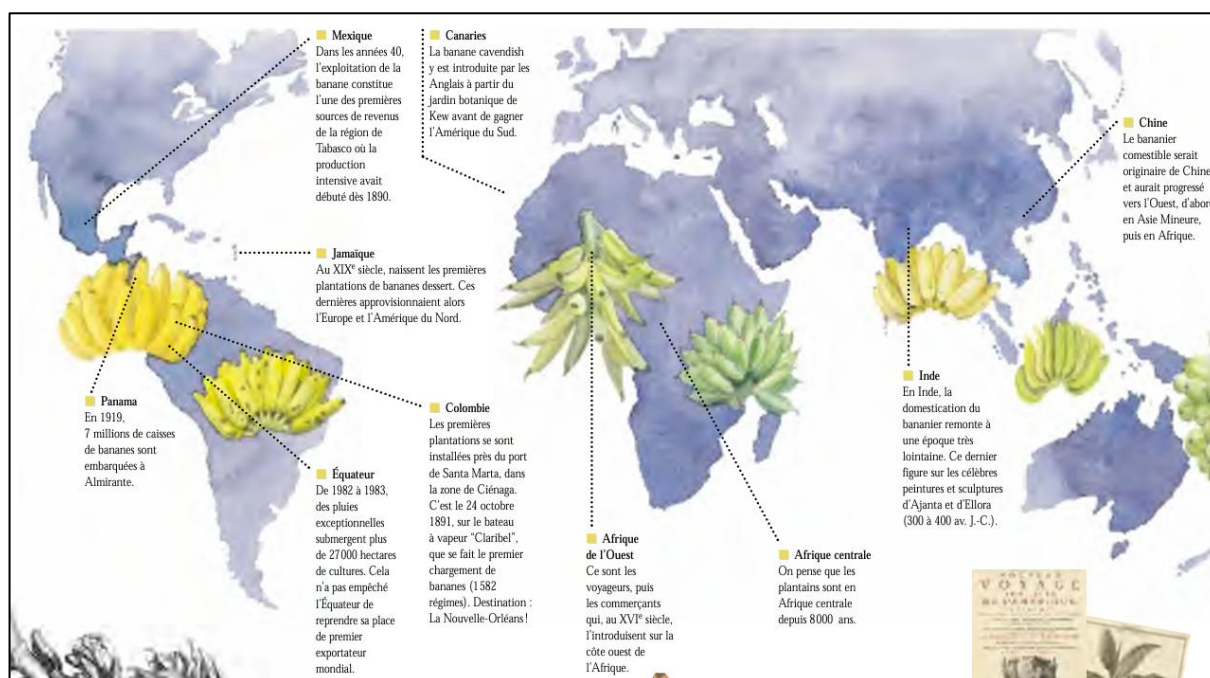 Mexique
Dans les années 40,
l'exploitation de la
banane constitue
l'une des premières
sources de revenus
de la région de
Tabasco où la
production
intensive avait
débuté dès 1890.
Canaries
La banane cavendish
y est introduite par les
Anglais à partir du
jardin botanique de
Kew avant de gagner
l'Amérique du Sud.
Chine
Le bananier
comestible serait
originaire de Chine
et aurait progressé
vers l'Ouest, d'abor
en Asie Mineure,
puis en Afrique.
Jamaïque
Au XIXe siècle, naissent les premières
plantations de bananes dessert. Ces
dernières approvisionnaient alors
l'Europe et l'Amérique du Nord.
Panama
En 1919,
7 millions de caisses
de bananes sont
embarquées à
Almirante.
Équateur
De 1982 à 1983,
des pluies
exceptionnelles
submergent plus
de 27000 hectares
de cultures. Cela
n'a pas empêché
l'Équateur de
reprendre sa place
de premier
exportateur
mondial.
Colombie
Les premières
plantations se sont
installées près du port
de Santa Marta, dans
la zone de Ciénaga.
C'est le 24 octobre
1891, sur le bateau
à vapeur "Claribel",
que se fait le premier
chargement de
bananes (1582
régimes). Destination :
La Nouvelle-Orléans!
Afrique
de l'Ouest
Ce sont les
voyageurs, puis
les commerçants
qui, au XVIe siècle,
l'introduisent sur la
côte ouest de
l'Afrique.
Afrique centrale
On pense que les
plantains sont en
Afrique centrale
depuis 8000 ans.
Inde
En Inde, la
domestication du
bananier remonte à
une époque très
lointaine. Ce dernier
figure sur les célèbres
peintures et sculptures
d'Ajanta et d'Ellora
(300 à 400 av. J.-C.).
VOYAGE